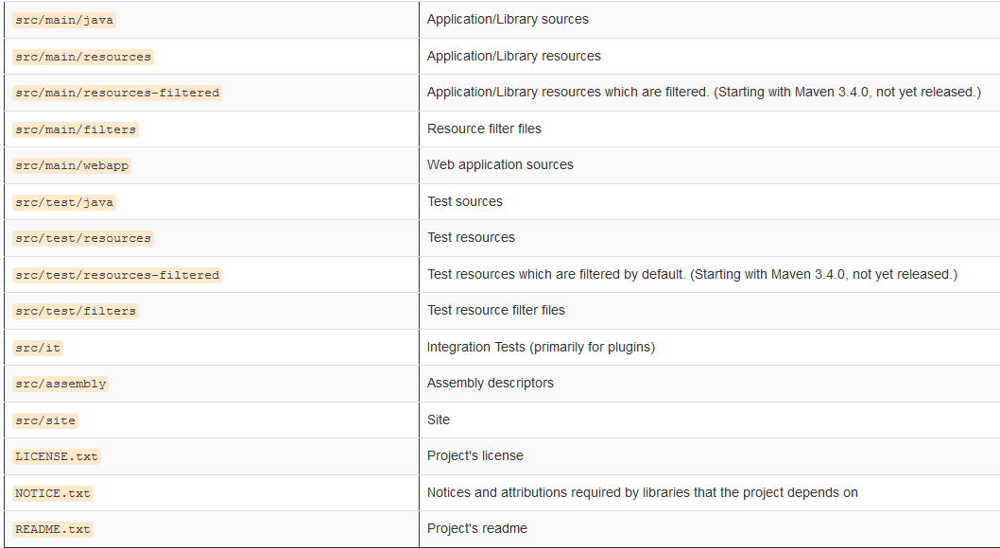 src/main/java Application/Library sources
src/main/resources Application/Library resources
src/main/resources-filtered Application/Library resources which are filtered. (Starting with Maven 3.4.0, not yet released.)
src/main/filters Resource filter files
src/main/webapp Web application sources
src/test/java Test sources
src/test/resources Test resources
src/test/resources-filtered Test resources which are filtered by default. (Starting with Maven 3.4.0, not yet released.)
src/test/filters Test resource filter files
src/it Integration Tests (primarily for plugins)
src/assembly Assembly descriptors
src/site Site
LICENSE.txt Project's license
NOTICE.txt Notices and attributions required by libraries that the project depends on
README.txt Project's readme